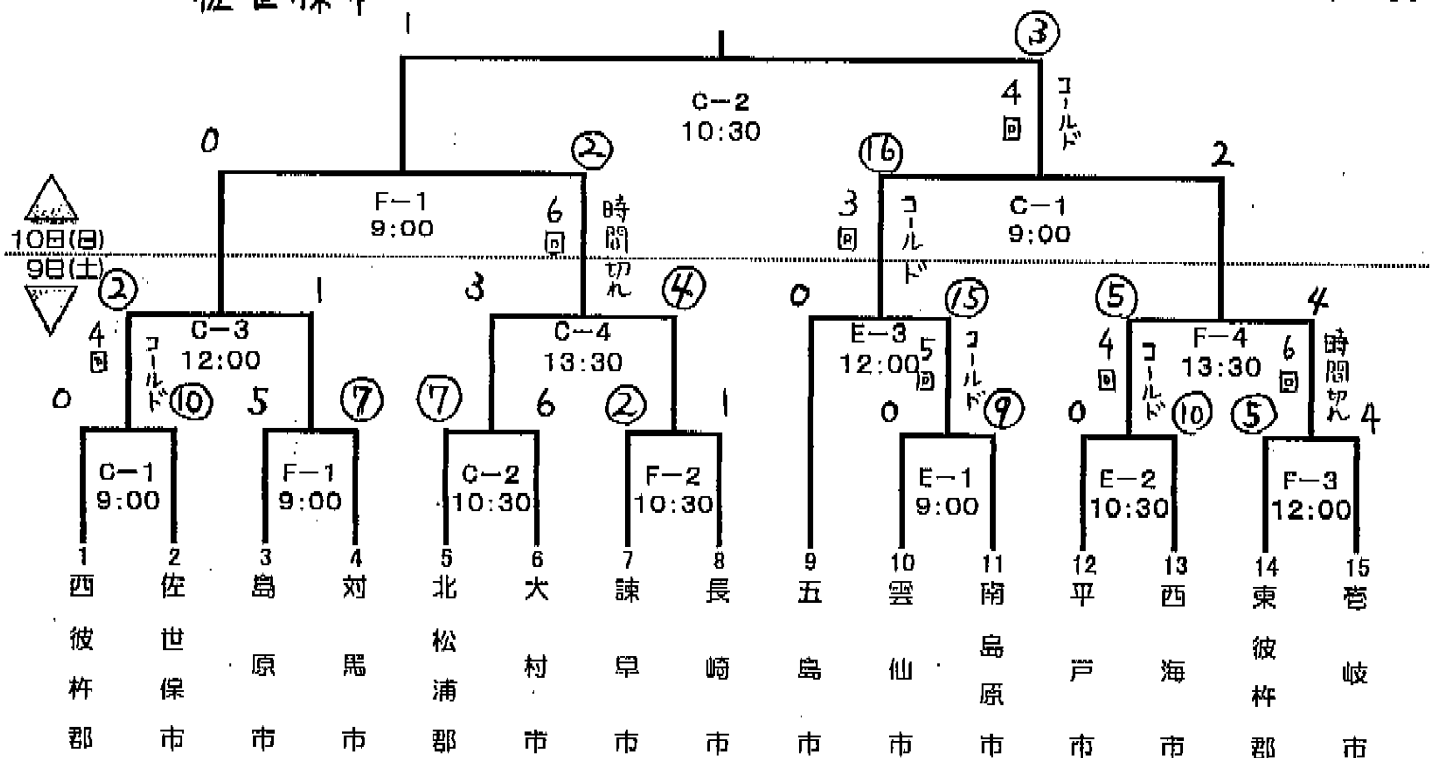 1
③
C-2
10:30
4回
コールド
0
②
⑯
2
F-1
9:00
6回
時間切れ
3回
コールド
C-1
9:00
10日(日)
9日(土)
②
1
3
④
0
⑮
⑤
4
C-3
12:00
4回
コールド
C-4
13:30
E-3
12:00
5回
コールド
4回
コールド
F-4
13:30
6回
時間切れ
0
⑩
5
⑦
⑦
6
②
1
0
⑨
0
⑩
⑤
4
C-1
9:00
F-1
9:00
C-2
10:30
F-2
10:30
E-1
9:00
E-2
10:30
F-3
12:00
1
西彼杵郡
2
佐世保市
3
島原市
4
対馬市
5
北松浦郡
6
大村市
7
諫早市
8
長崎市
9
五島市
10
雲仙市
11
南島原市
12
平戸市
13
西海市
14
東彼杵郡
15
壱岐市